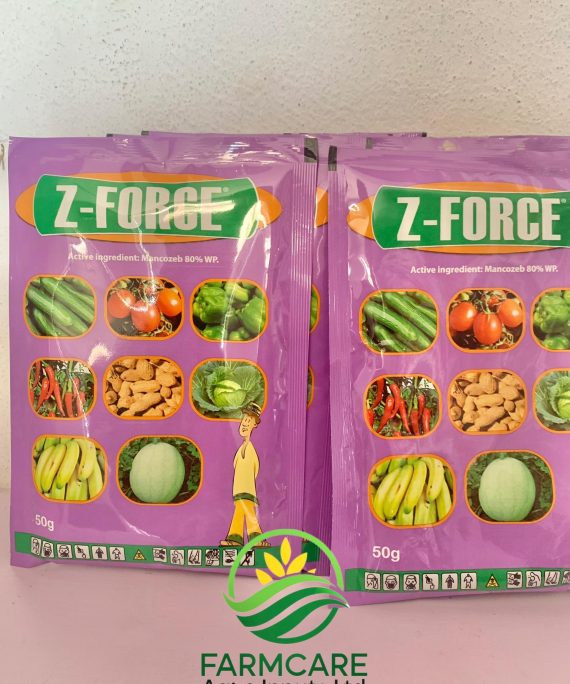 Z-FORCE®
Active ingredient: Mancozeb 80% WP.
50g
Z-FORCE®
Active ingredient: Mancozeb 80% WP.
50g
FARMCARE